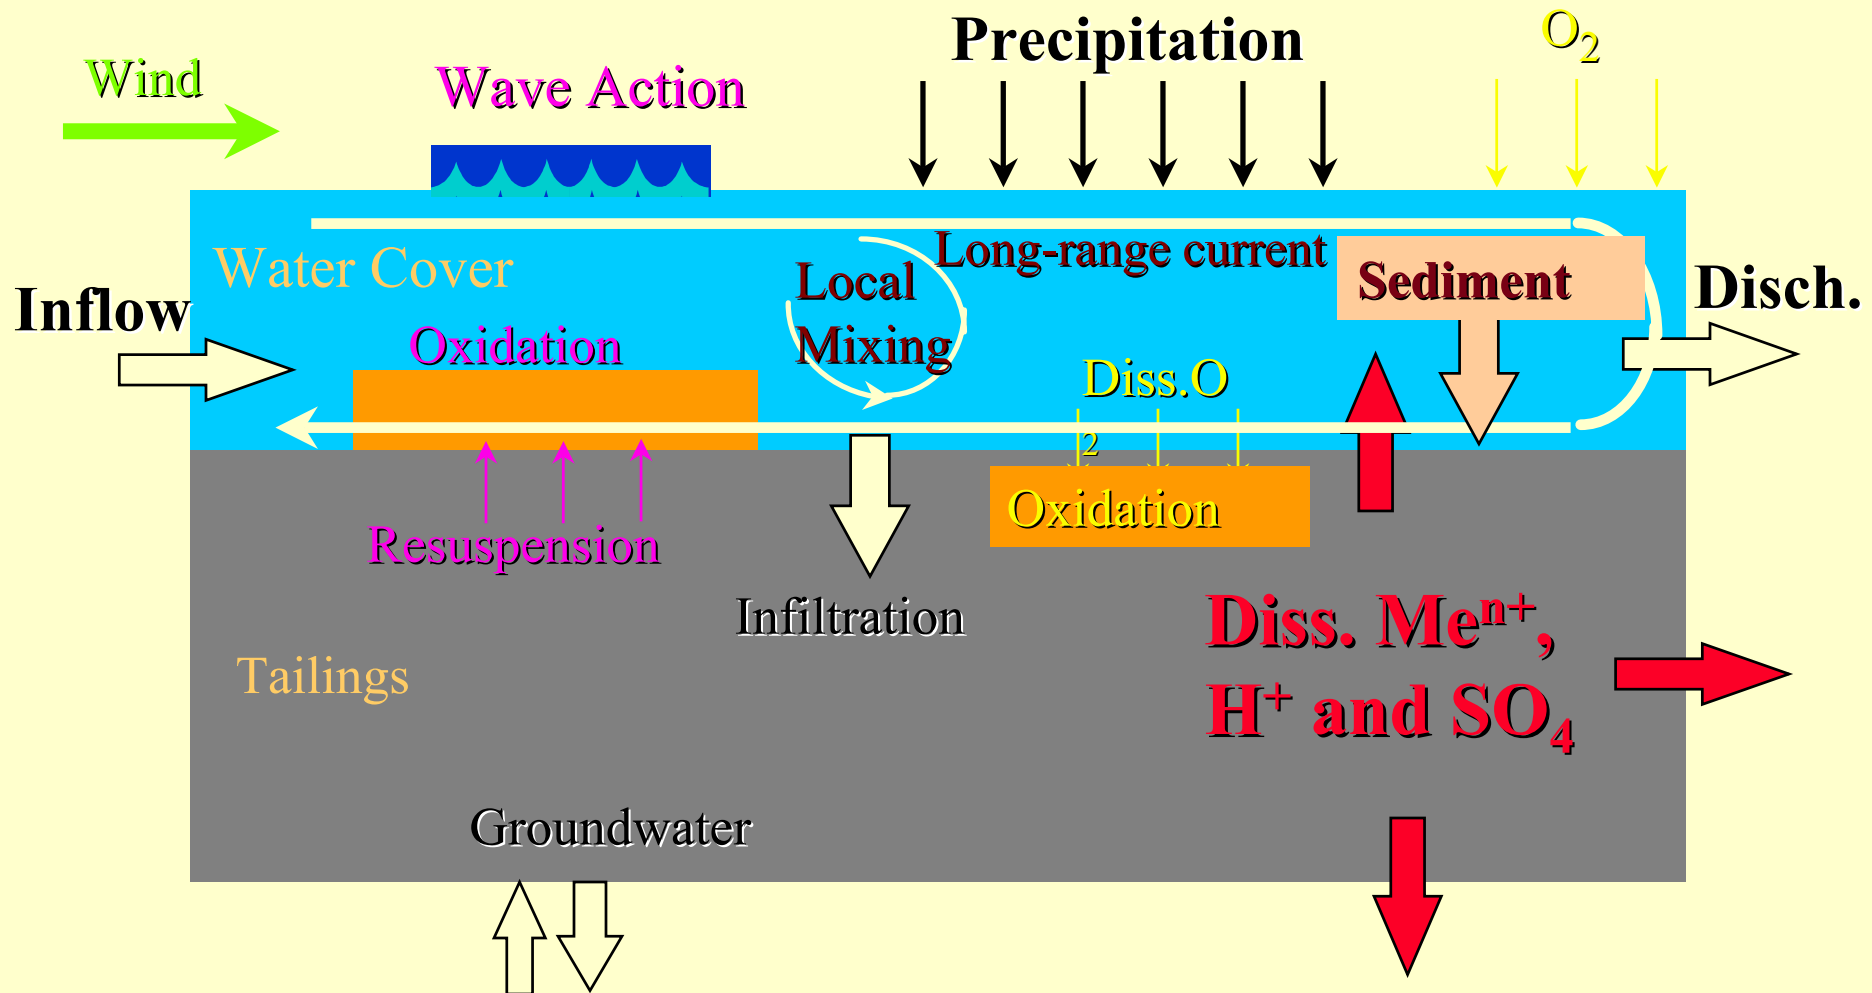 Wind
Wave Action
Precipitation
O₂
Water Cover
Long-range current
Local
Mixing
Sediment
Inflow
Disch.
Oxidation
Diss.O
2
Oxidation
Resuspension
Infiltration
Diss. Meⁿ⁺,
H⁺ and SO₄
Tailings
Groundwater